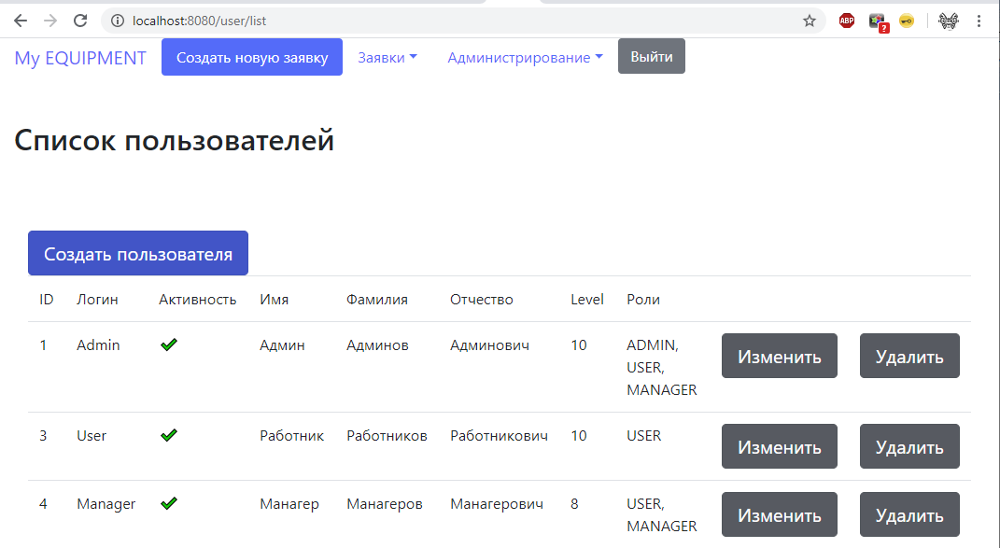 localhost:8080/user/list
ABP
?
My EQUIPMENT Создать новую заявку Заявки Администрирование Выйти
Список пользователей
Создать пользователя
ID Логин Активность Имя Фамилия Отчество Level Роли
1 Admin Админ Админов Админович 10 ADMIN, Изменить Удалить
USER,
MANAGER
3 User Работник Работников Работникович 10 USER Изменить Удалить
4 Manager Манагер Манагеров Манагерович 8 USER, Изменить Удалить
MANAGER